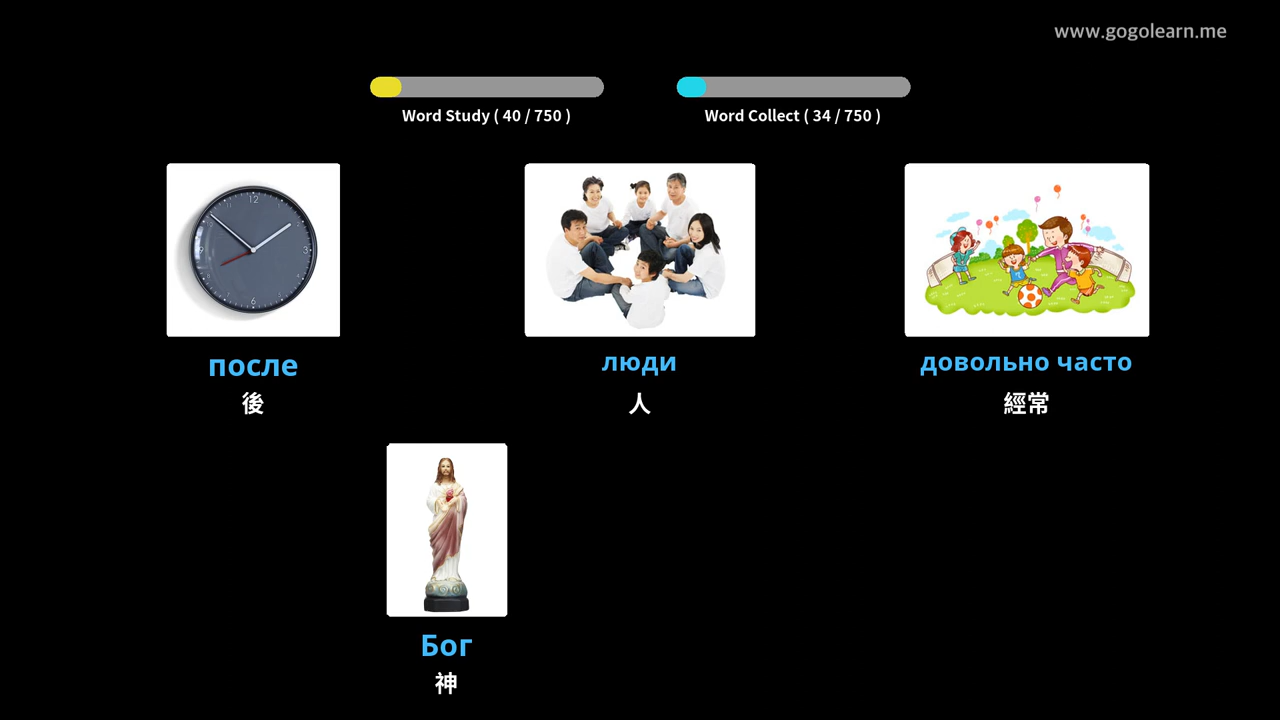 www.gogolearn.me
Word Study ( 40 / 750 )
Word Collect ( 34 / 750 )
после
люди
довольно часто
後
人
經常
Бог
神